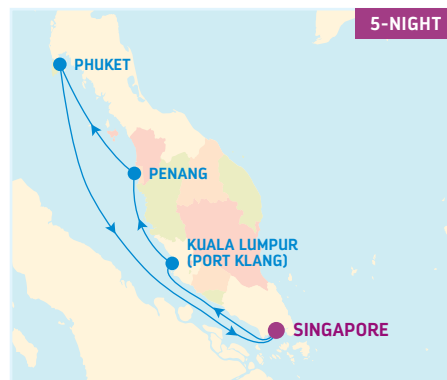 5-NIGHT
PHUKET
PENANG
KUALA LUMPUR
(PORT KLANG)
SINGAPORE